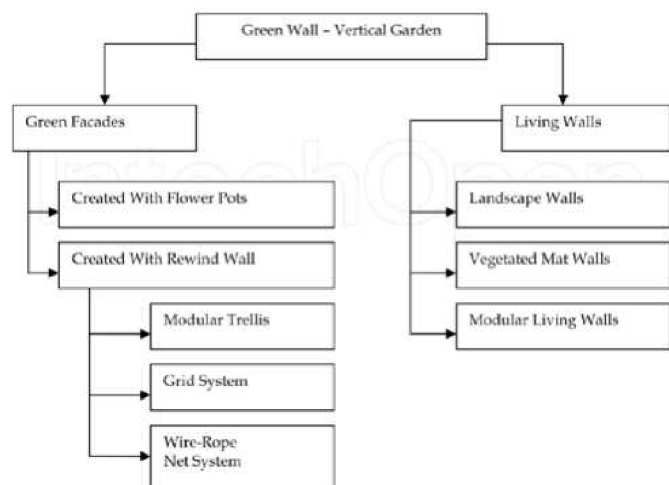 Green Wall – Vertical Garden
Green Facades
Living Walls
Created With Flower Pots
Landscape Walls
Created With Rewind Wall
Vegetated Mat Walls
Modular Trellis
Modular Living Walls
Grid System
Wire-Rope
Net System
IntechOpen